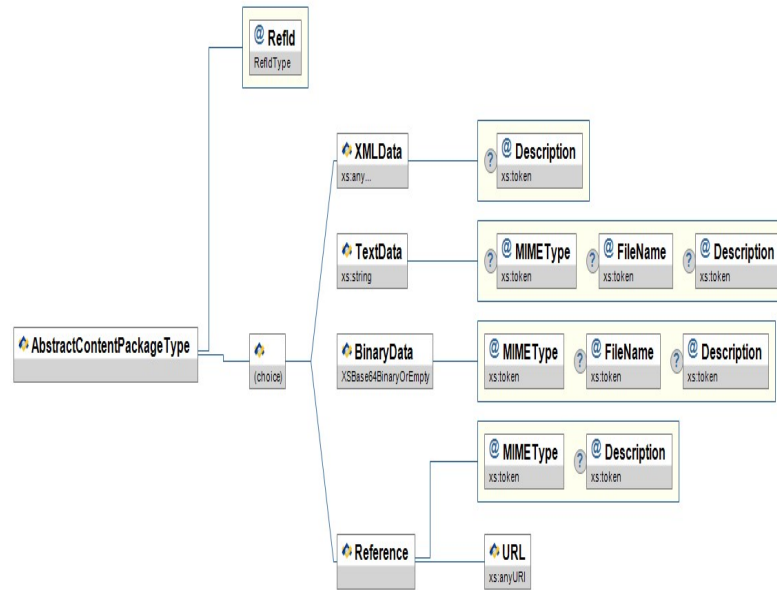 @ RefId
RefIdType
XMLData
xs:any...
? @ Description
xs:token
TextData
xs:string
? @ MIMEType ? @ FileName ? @ Description
xs:token xs:token xs:token
AbstractContentPackageType
(choice)
BinaryData
XSBase64BinaryOrEmpty
@ MIMEType ? @ FileName ? @ Description
xs:token xs:token xs:token
@ MIMEType ? @ Description
xs:token xs:token
Reference
URL
xs:anyURI